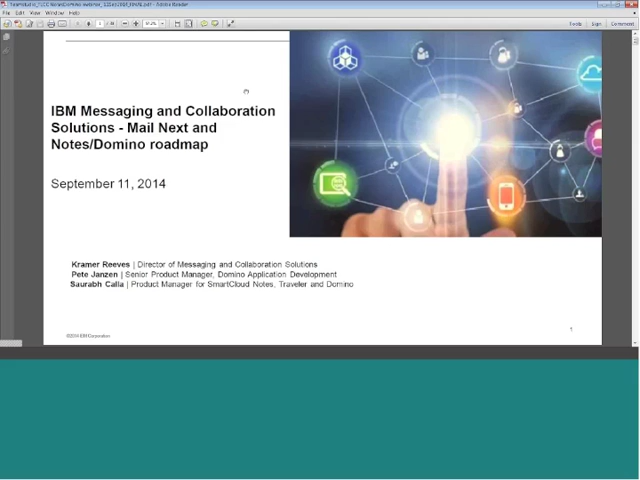 File Edit View Window Help
Tools Sign Comment
IBM Messaging and Collaboration
Solutions - Mail Next and
Notes/Domino roadmap
September 11, 2014
Kramer Reeves | Director of Messaging and Collaboration Solutions
Pete Janzen | Senior Product Manager, Domino Application Development
Saurabh Calla | Product Manager for SmartCloud Notes, Traveler and Domino
©2014 IBM Corporation
1